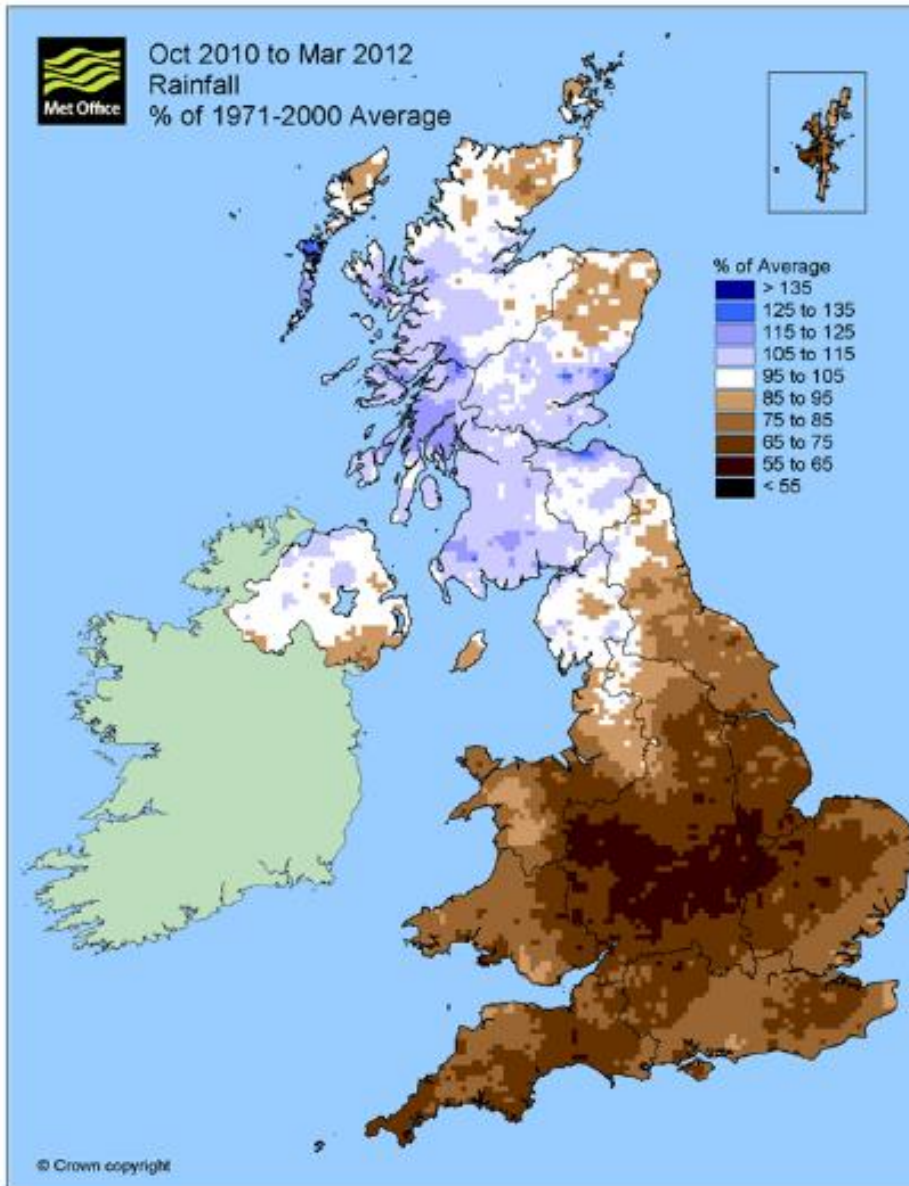 Met Office
Oct 2010 to Mar 2012
Rainfall
% of 1971-2000 Average
% of Average
> 135
125 to 135
115 to 125
105 to 115
95 to 105
85 to 95
75 to 85
65 to 75
55 to 65
< 55
© Crown copyright